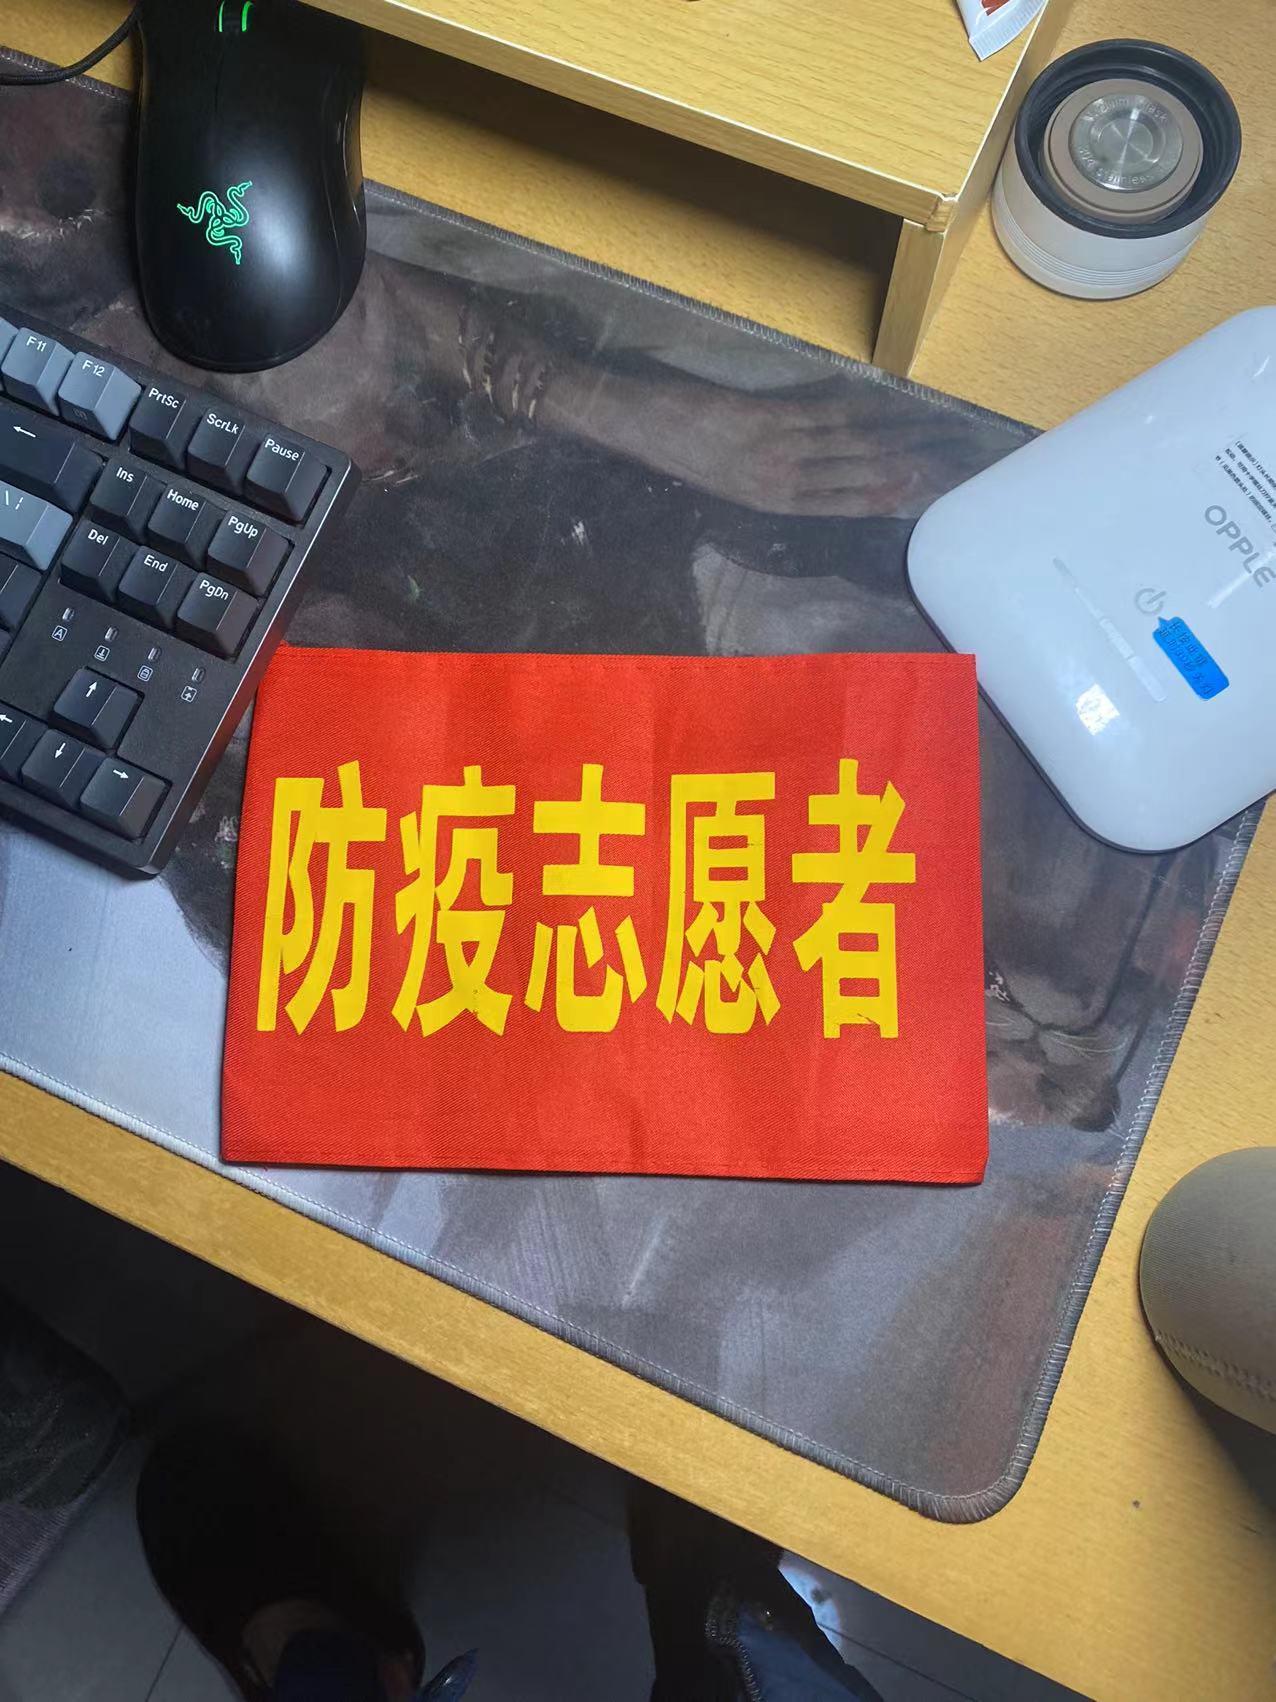 F11
F12
PrtSc
ScrLk
Pause
Ins
Home
PgUp
Del
End
PgDn
OPPLE
防疫志愿者